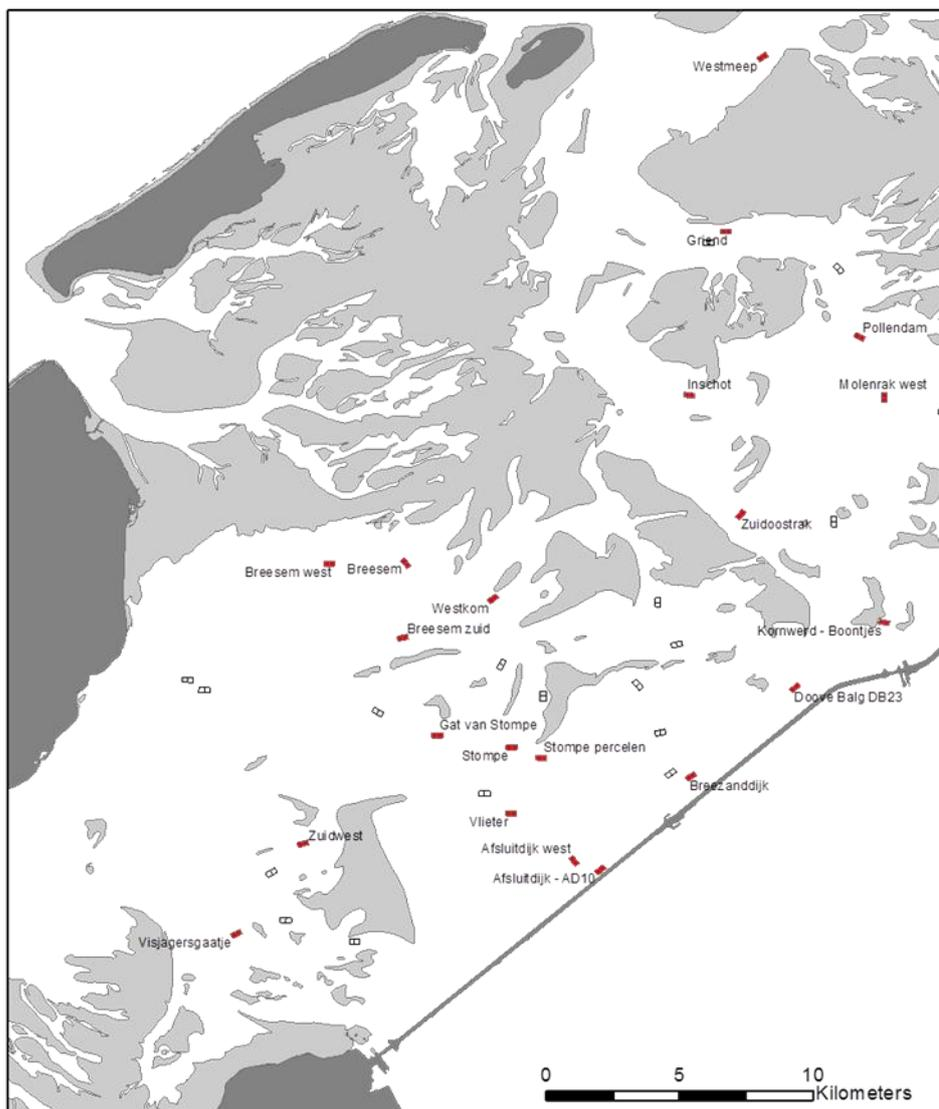 Westmeep
Griend
Pollendam
Inschot
Molenrak west
Zuidoostrak
Breesem west
Breesem
Westkom
Kornwerd - Boontjes
Breesem zuid
Doove Balg DB23
Gat van Stompe
Stompe
Stompe percelen
Breezanddijk
Vlieter
Zuidwest
Afsluitdijk west
Afsluitdijk - AD10
Visjagersgaatje
0 5 10
Kilometers